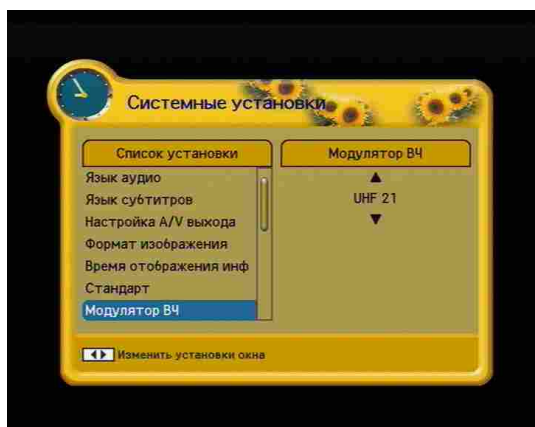 Системные установки
Список установки
Модулятор ВЧ
Язык аудио
Язык субтитров
Настройка A/V выхода
Формат изображения
Время отображения инф
Стандарт
Модулятор ВЧ
UHF 21
Изменить установки окна